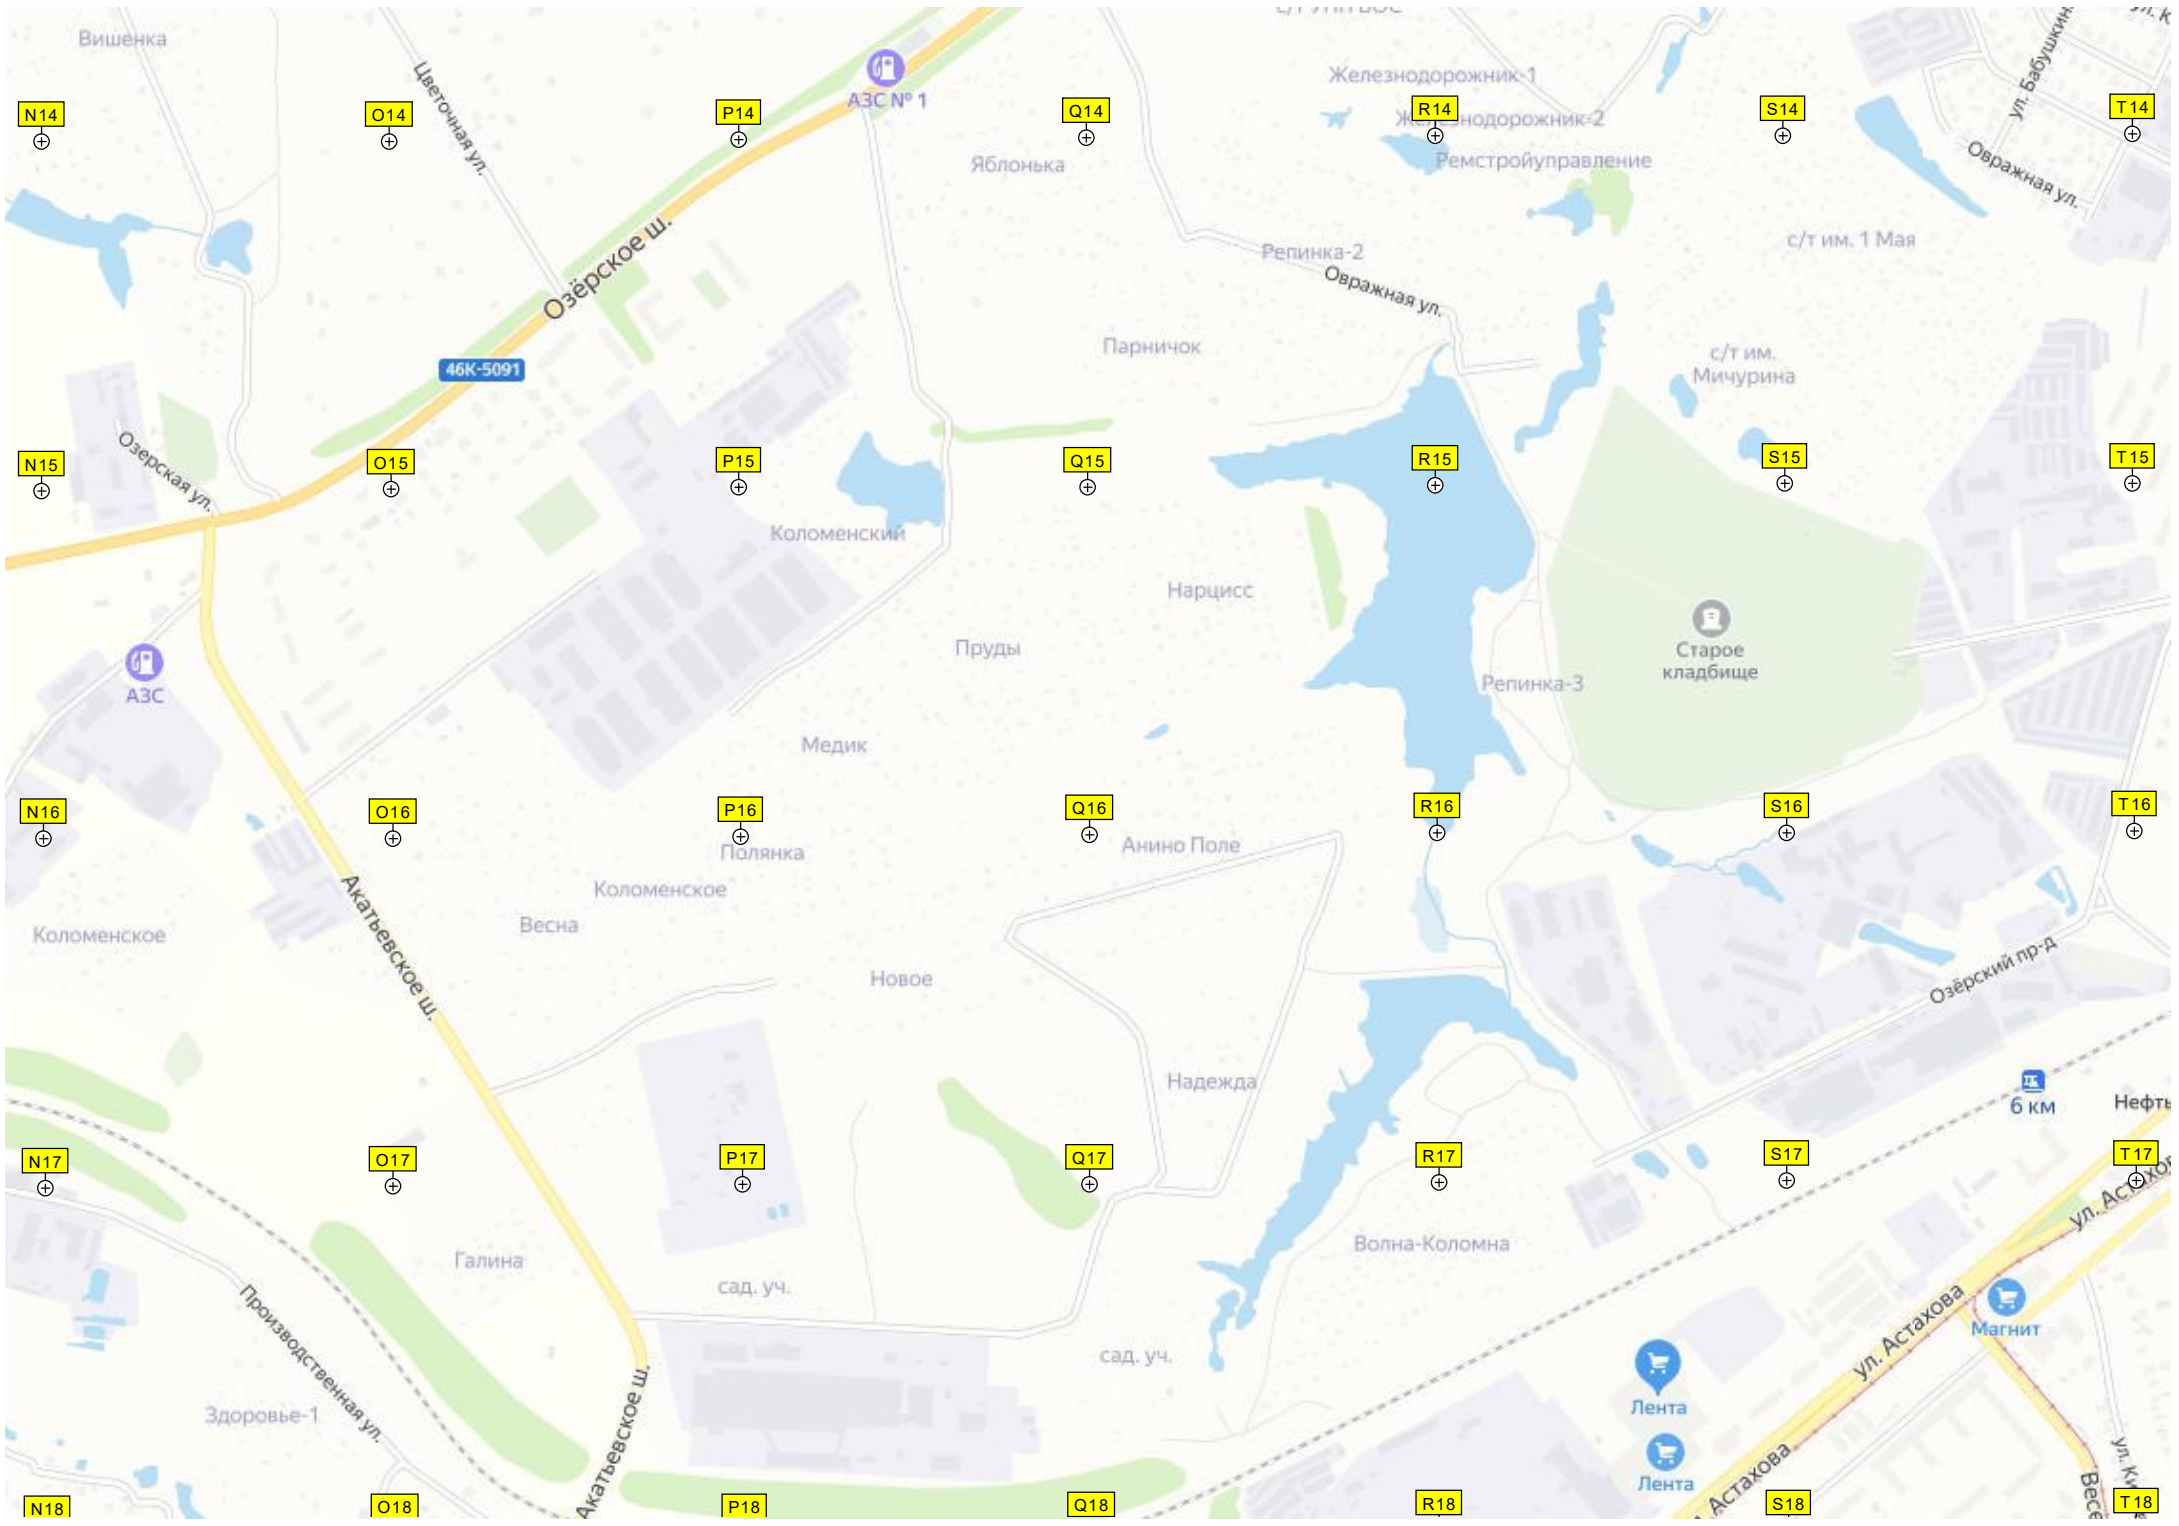 Вишенка
Цветочная ул.
АЗС № 1
Железнодорожник-1
ул. Бабушкин
N14
O14
P14
Q14
R14
S14
T14
Ремстройуправление
Яблонька
Овражная ул.
с/т им. 1 Мая
Репинка-2
Озёрское ш.
Овражная ул.
Парничок
46К-5091
с/т им.
Мичурина
Озерская ул.
N15
O15
P15
Q15
R15
S15
T15
Коломенский
Нарцисс
Пруды
Старое
кладбище
АЗС
Репинка-3
Медик
N16
O16
P16
Q16
R16
S16
T16
Анино Поле
Полянка
Коломенское
Весна
Коломенское
Акатьевское ш.
Озёрский пр-д
Новое
Надежда
6 км
Нефть
N17
O17
P17
Q17
R17
S17
T17
ул. Астахов
Волна-Коломна
Галина
сад. уч.
Производственная ул.
ул. Астахова
Магнит
сад. уч.
Акатьевское ш.
Лента
Здоровье-1
Лента
Астахова
ул. Ки
Весе
N18
O18
P18
Q18
R18
S18
T18